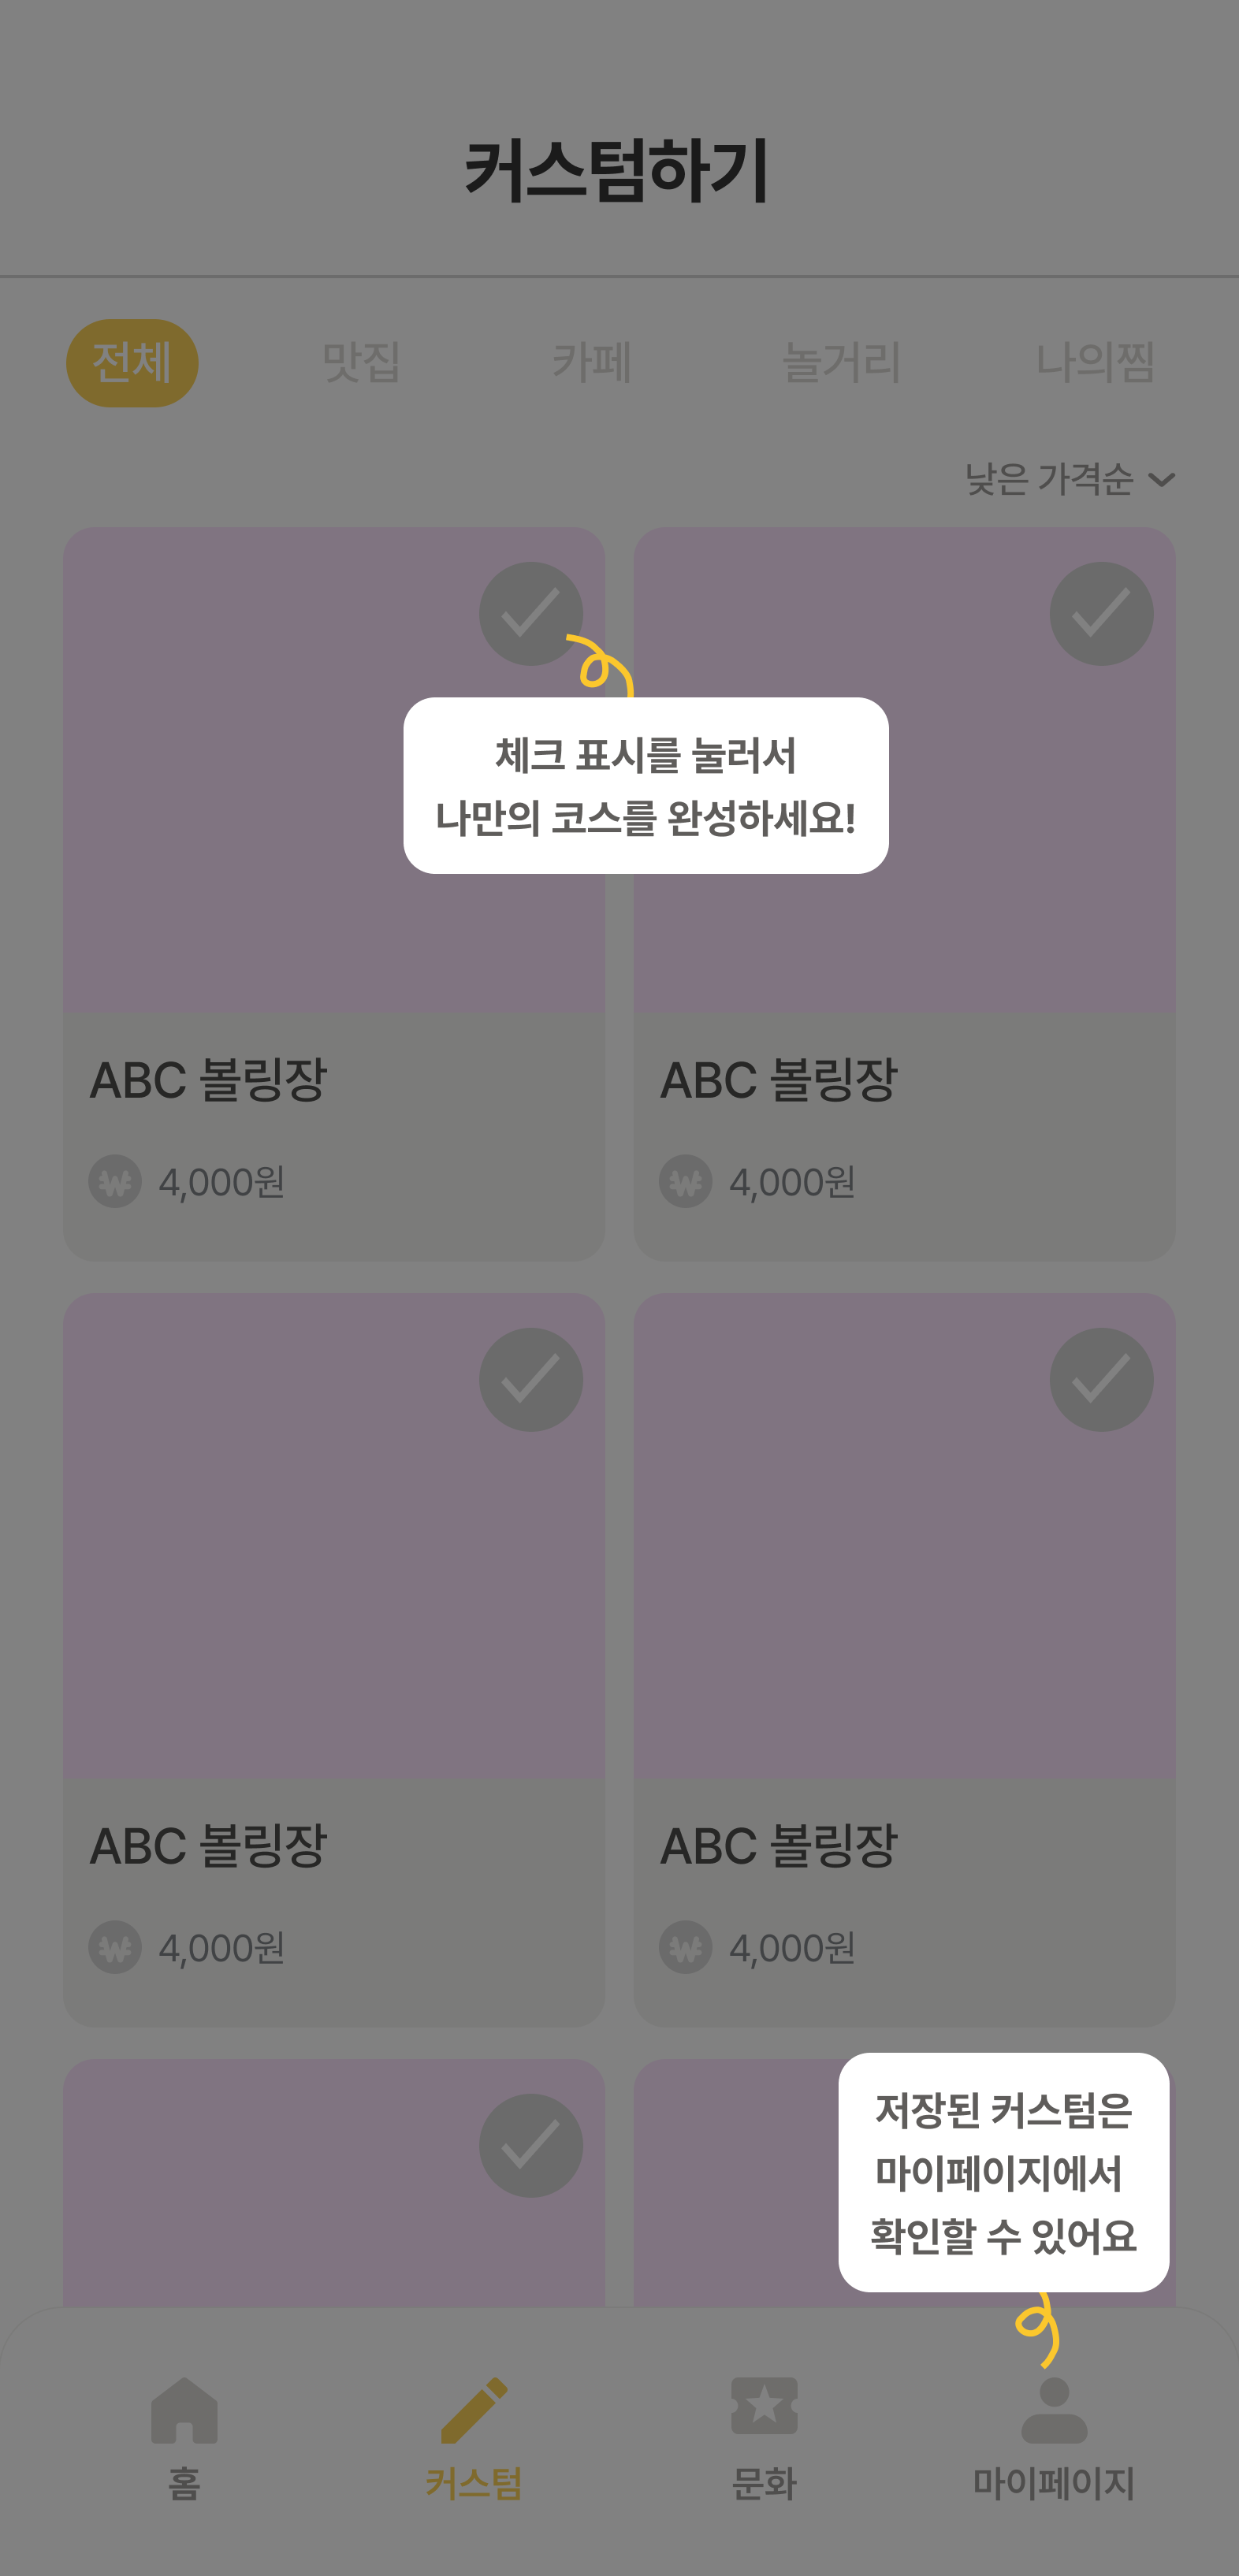 커스텀하기
전체 맛집 카페 놀거리 나의찜
낮은 가격순
체크 표시를 눌러서
나만의 코스를 완성하세요!
ABC 볼링장 ABC 볼링장
₩ 4,000원 ₩ 4,000원
ABC 볼링장 ABC 볼링장
₩ 4,000원 ₩ 4,000원
저장된 커스텀은
마이페이지에서
확인할 수 있어요
홈 커스텀 문화 마이페이지